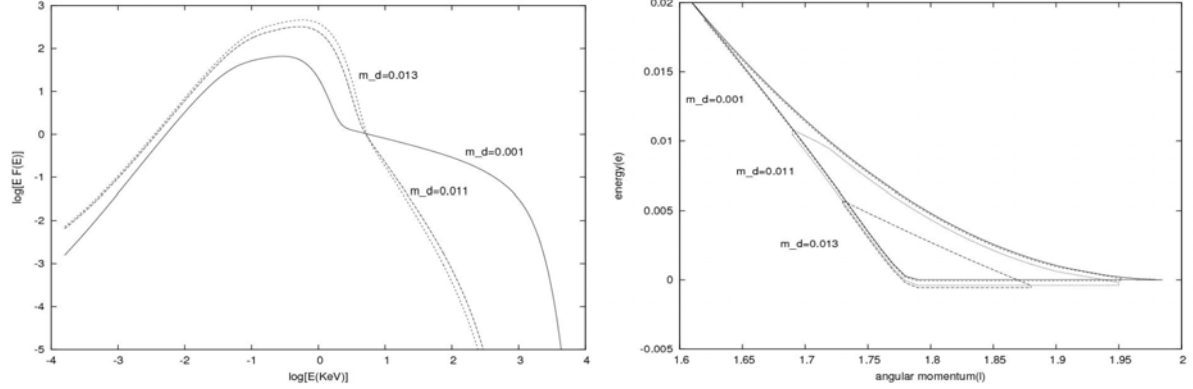 3
2
1
0
-1
-2
-3
-4
-5
log[E F(E)]
m_d=0.013
m_d=0.001
m_d=0.011
-4 -3 -2 -1 0 1 2 3 4
log[E(KeV)]
0.02
0.015
0.01
0.005
0
-0.005
energy(e)
m_d=0.001
m_d=0.011
m_d=0.013
1.6 1.65 1.7 1.75 1.8 1.85 1.9 1.95 2
angular momentum(l)